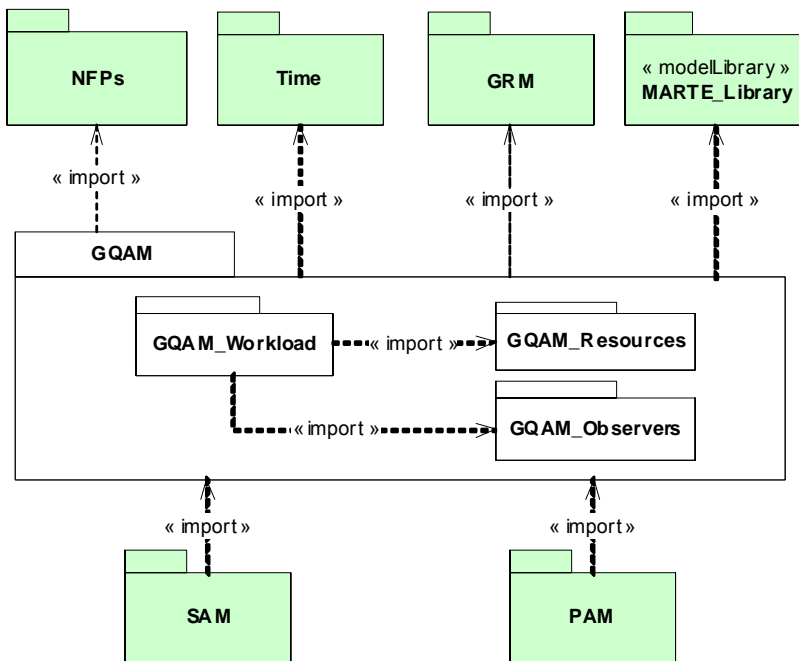 NFPs
Time
GRM
« modelLibrary »
MARTE_Library
« import »
« import »
« import »
« import »
GQAM
GQAM_Workload
« import »
GQAM_Resources
« import »
GQAM_Observers
« import »
« import »
SAM
PAM